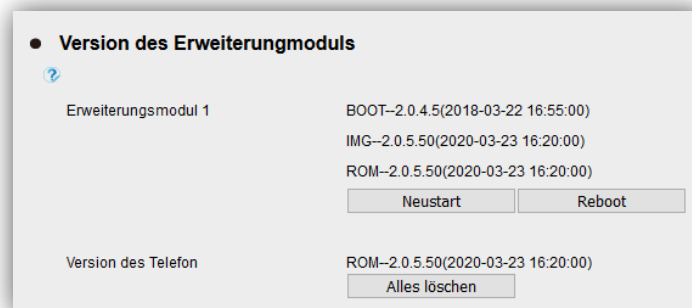 Version des Erweiterungmoduls
Erweiterungsmodul 1
BOOT--2.0.4.5(2018-03-22 16:55:00)
IMG--2.0.5.50(2020-03-23 16:20:00)
ROM--2.0.5.50(2020-03-23 16:20:00)
Neustart Reboot
Version des Telefon
ROM--2.0.5.50(2020-03-23 16:20:00)
Alles löschen